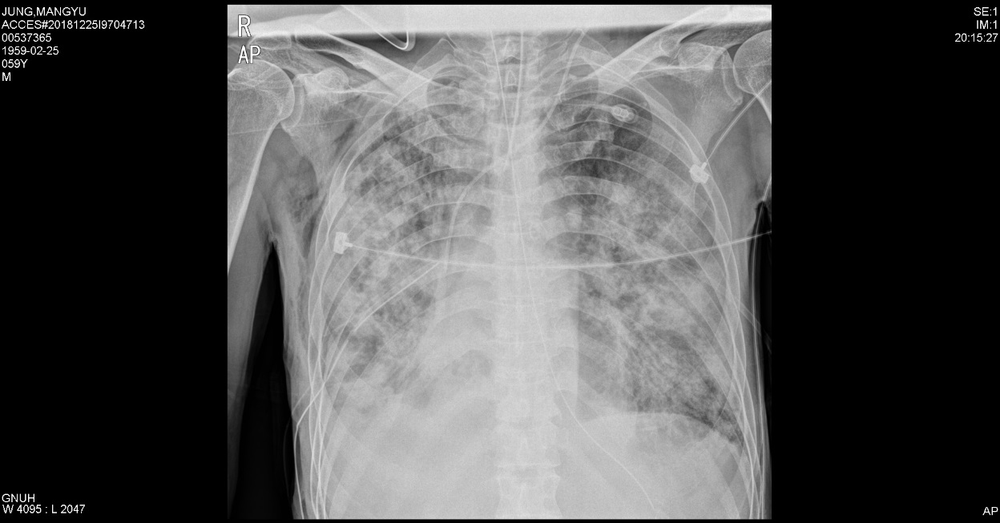 JUNG,MANGYU
ACCES#20181225I9704713
00537365
1959-02-25
059Y
M
SE:1
IM:1
20:15:27
R
AP
GNUH
W 4095 : L 2047
AP